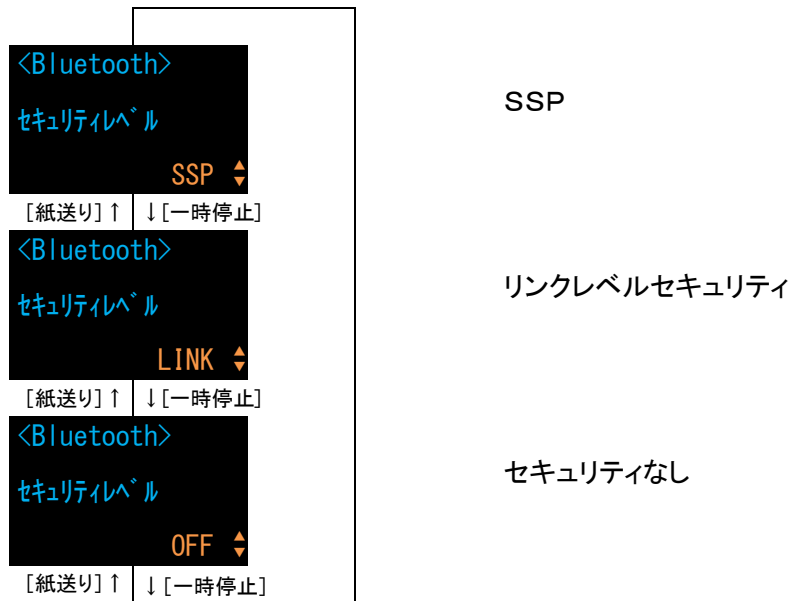 <Bluetooth>
セキュリティレベル
SSP
SSP
[紙送り]↑ ↓[一時停止]
<Bluetooth>
セキュリティレベル
リンクレベルセキュリティ
LINK
[紙送り]↑ ↓[一時停止]
<Bluetooth>
セキュリティレベル
セキュリティなし
OFF
[紙送り]↑ ↓[一時停止]